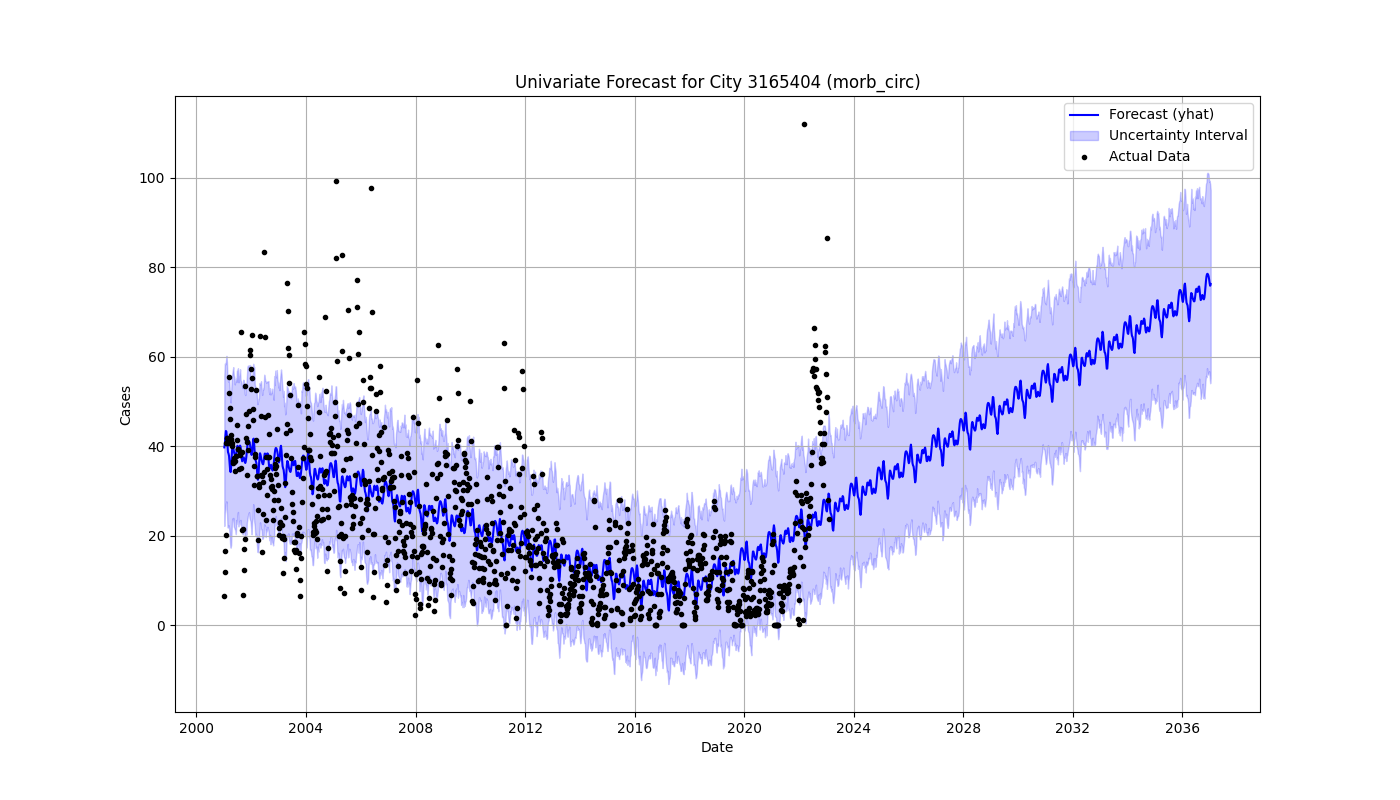 Univariate Forecast for City 3165404 (morb_circ)
Forecast (yhat)
Uncertainty Interval
Actual Data
Cases
100
80
60
40
20
0
2000 2004 2008 2012 2016 2020 2024 2028 2032 2036
Date